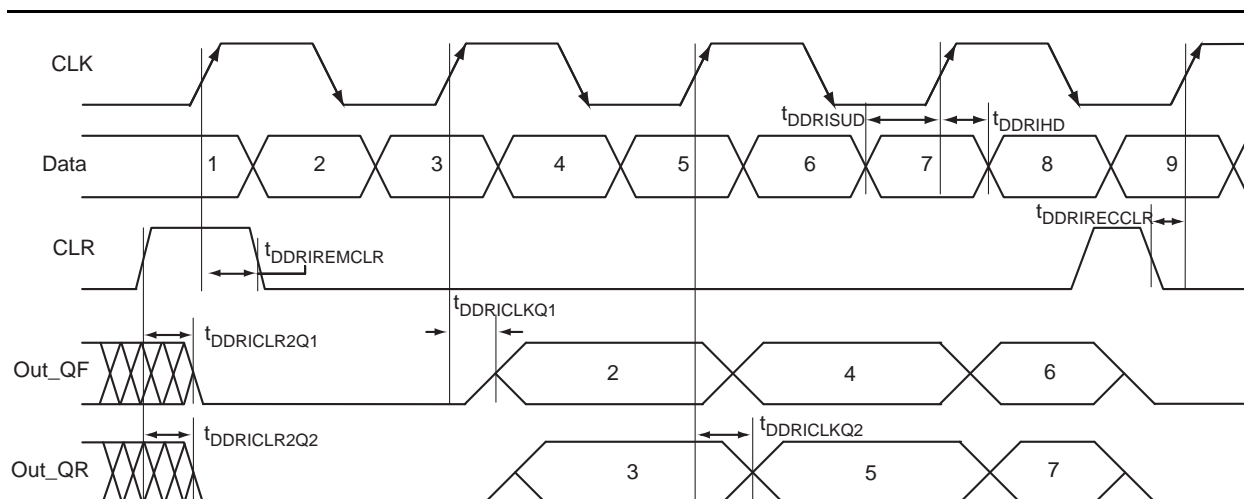 CLK
tDDRISUD tDDRIHD
Data 1 2 3 4 5 6 7 8 9
tDDRIRECCLR
CLR
tDDRIREMCLR
tDDRICLKQ1
tDDRICLR2Q1
Out_QF 2 4 6
tDDRICLR2Q2 tDDRICLKQ2
Out_QR 3 5 7